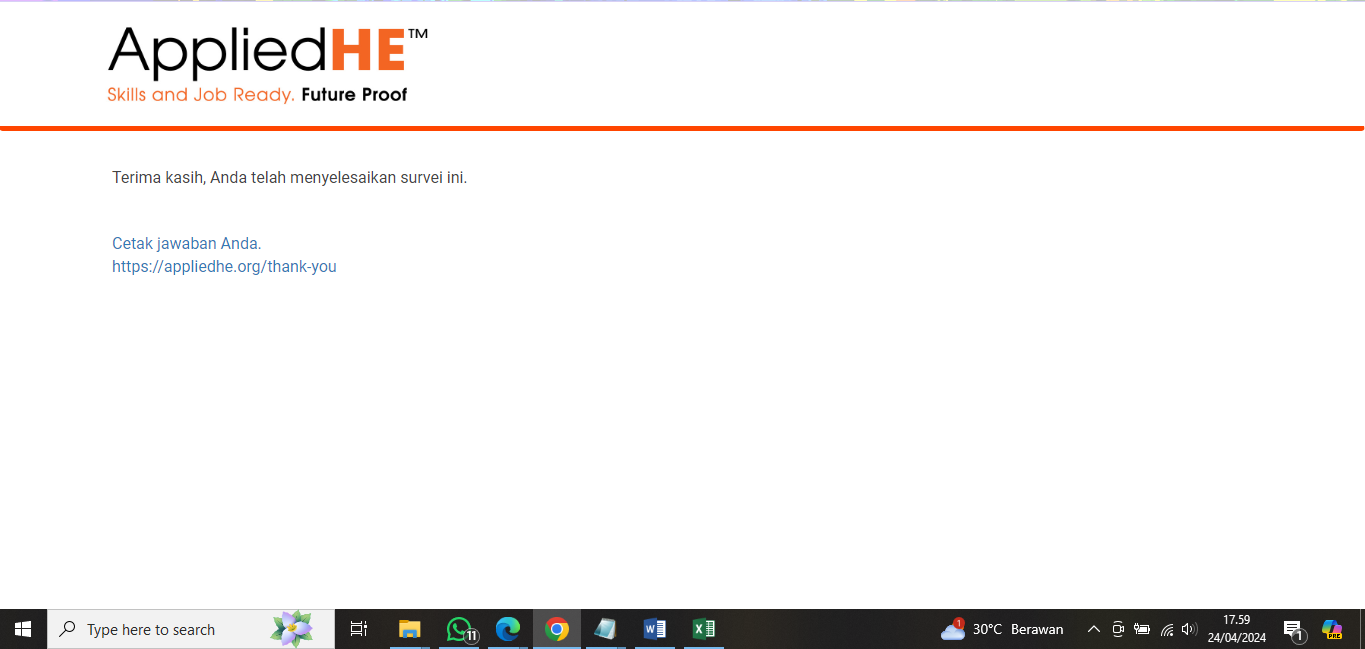 AppliedHE™
Skills and Job Ready. Future Proof
Terima kasih, Anda telah menyelesaikan survei ini.
Cetak jawaban Anda.
https://appliedhe.org/thank-you
Type here to search
11
1
30°C Berawan
17.59
24/04/2024
1
PRE